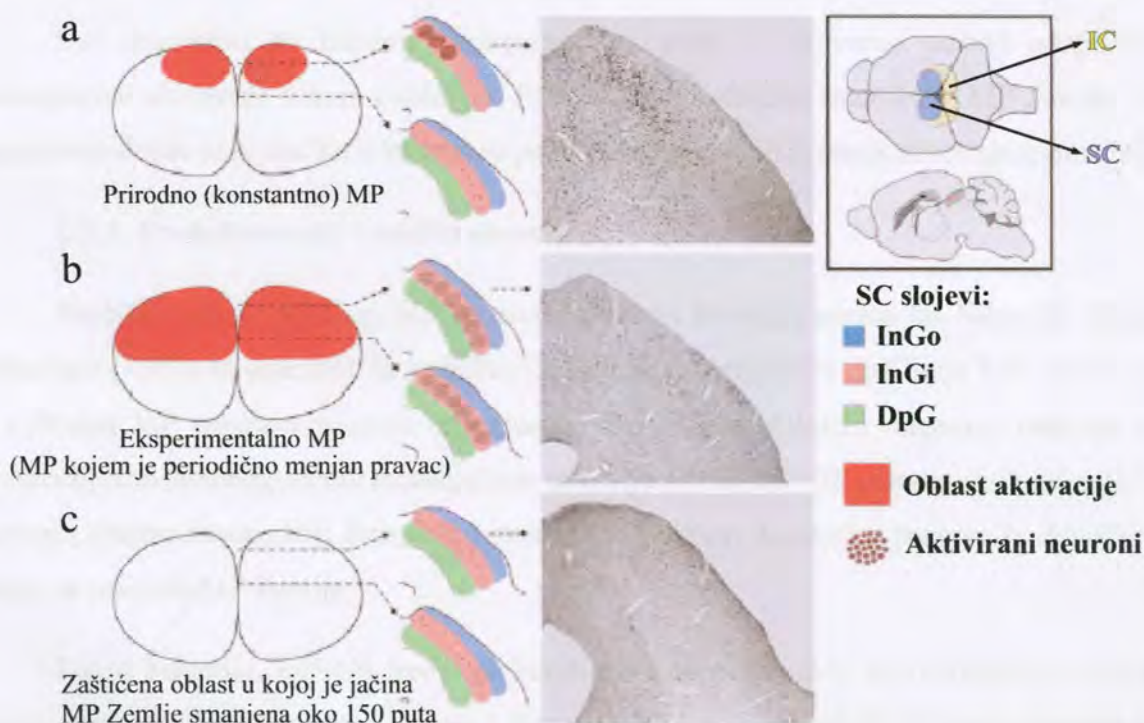 a
Prirodno (konstantno) MP
b
Eksperimentalno MP
(MP kojem je periodično menjan pravac)
c
Zaštićena oblast u kojoj je jačina
MP Zemlje smanjena oko 150 puta
IC
SC
SC slojevi:
InGo
InGi
DpG
Oblast aktivacije
Aktivirani neuroni